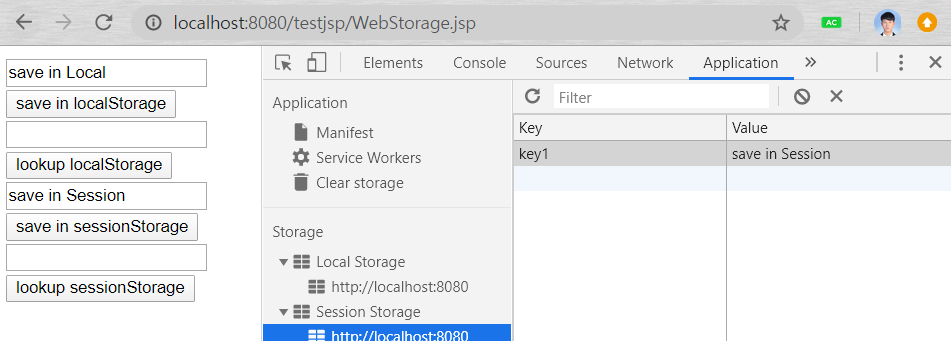 localhost:8080/testjsp/WebStorage.jsp
AC
save in Local
save in localStorage
lookup localStorage
save in Session
save in sessionStorage
lookup sessionStorage
Elements Console Sources Network Application
Application
Manifest
Service Workers
Clear storage
Storage
Local Storage
http://localhost:8080
Session Storage
http://localhost:8080
Filter
Key Value
key1 save in Session